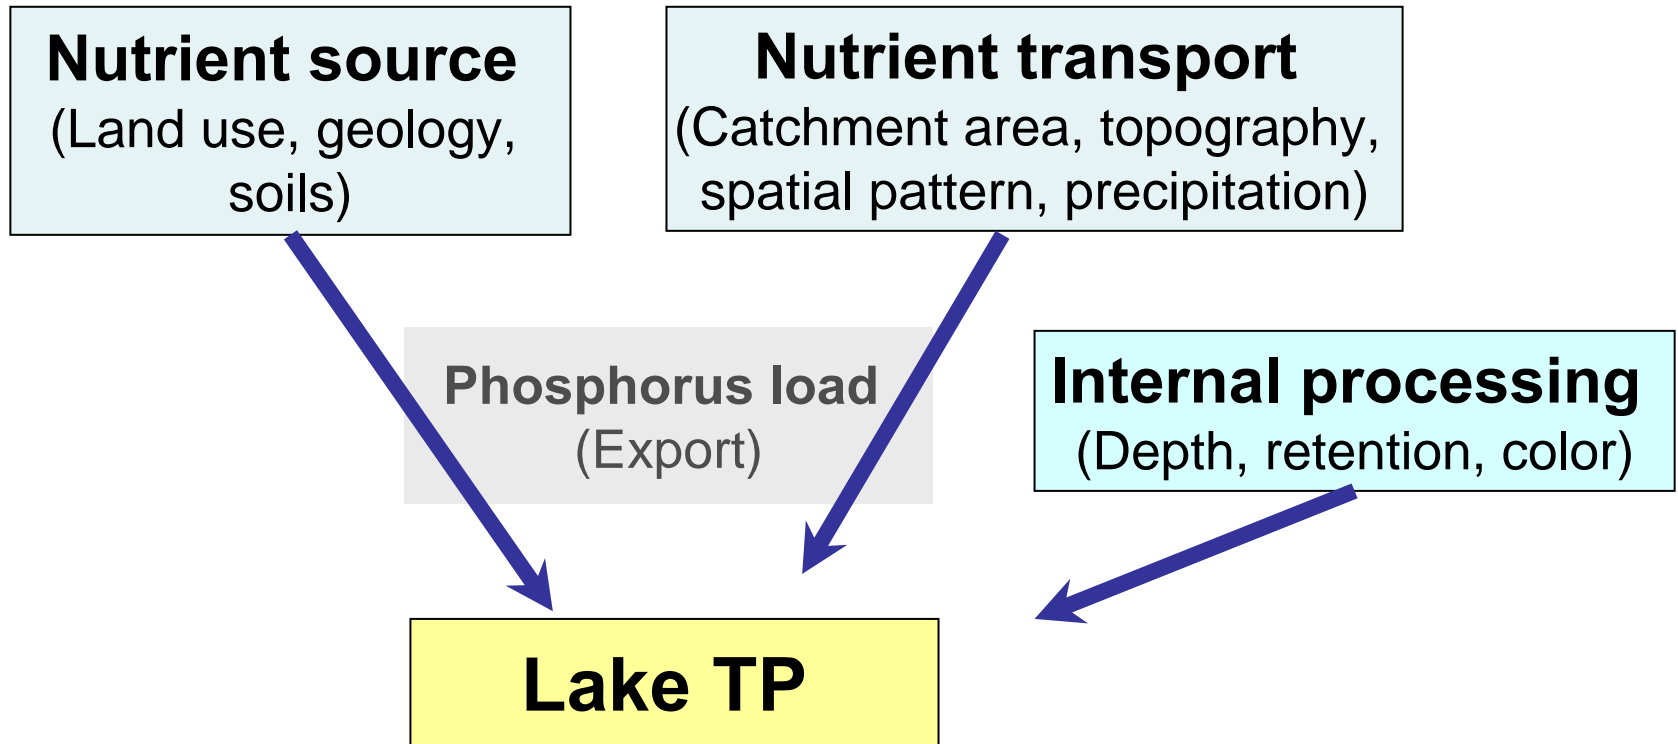 Nutrient source
(Land use, geology,
soils)
Nutrient transport
(Catchment area, topography,
spatial pattern, precipitation)
Phosphorus load
(Export)
Internal processing
(Depth, retention, color)
Lake TP